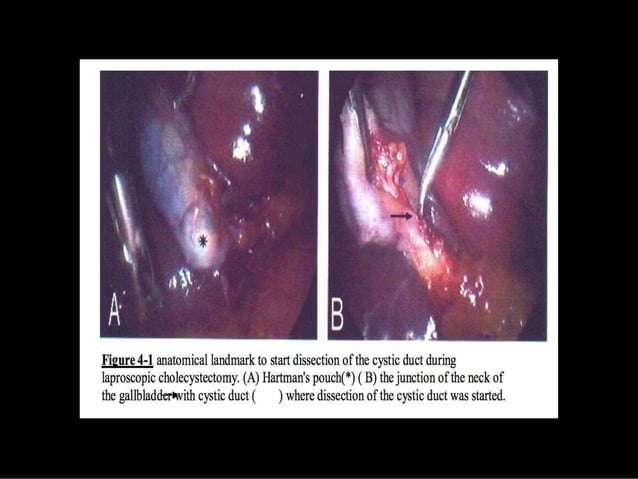 A
B
Figure 4-1 anatomical landmark to start dissection of the cystic duct during
laproscopic cholecystectomy. (A) Hartman's pouch(*) ( B) the junction of the neck of
the gallbladder with cystic duct ( ) where dissection of the cystic duct was started.